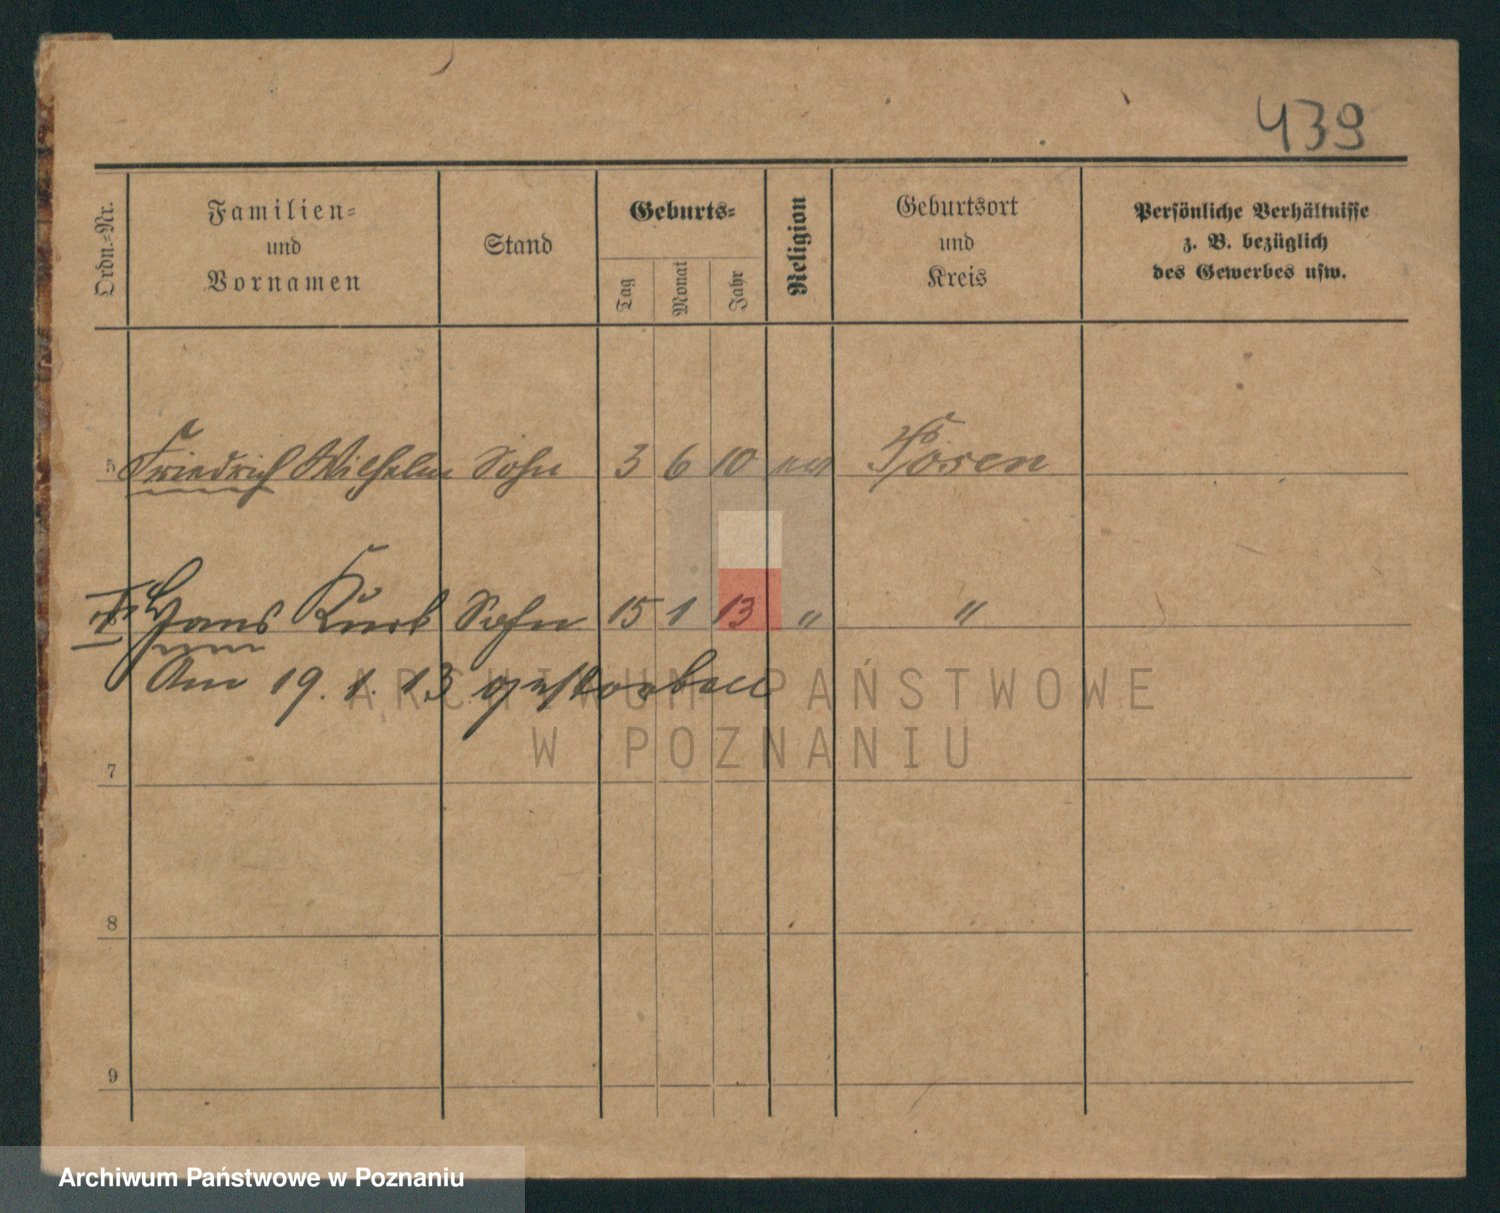 439
Ordn.=Nr.
Familien=
und
Vornamen
Stand
Geburts=
Tag
Monat
Jahr
Religion
Geburtsort
und
Kreis
Persönliche Verhältnisse
z. B. bezüglich
des Gewerbes usw.
5 Friedrich Wilhelm Sohn 3 6 10 Posen
Hans Kurt Sohn 15 1 13 " "
Am 19. 1. 13 gestorben
ARCHIWUM PAŃSTWOWE
W POZNANIU
7
8
9
Archiwum Państwowe w Poznaniu